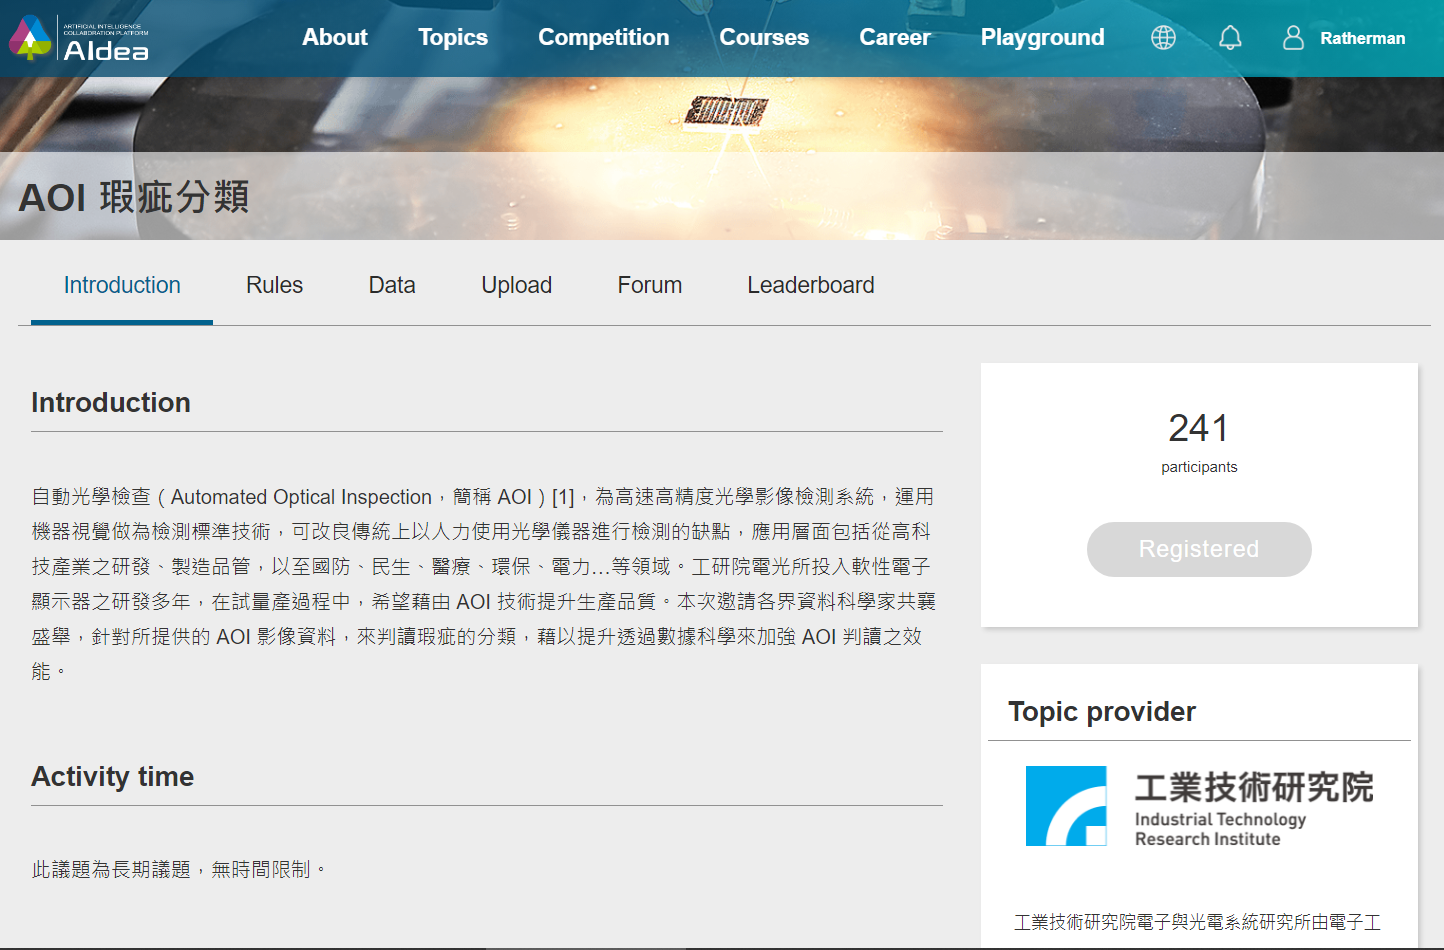 ARTIFICIAL INTELLIGENCE
COLLABORATION PLATFORM
AIdea
About
Topics
Competition
Courses
Career
Playground
Ratherman
AOI 瑕疵分類
Introduction
Rules
Data
Upload
Forum
Leaderboard
Introduction
自動光學檢查（Automated Optical Inspection，簡稱 AOI）[1]，為高速高精度光學影像檢測系統，運用
機器視覺做為檢測標準技術，可改良傳統上以人力使用光學儀器進行檢測的缺點，應用層面包括從高科
技產業之研發、製造品管，以至國防、民生、醫療、環保、電力…等領域。工研院電光所投入軟性電子
顯示器之研發多年，在試量產過程中，希望藉由 AOI 技術提升生產品質。本次邀請各界資料科學家共襄
盛舉，針對所提供的 AOI 影像資料，來判讀瑕疵的分類，藉以提升透過數據科學來加強 AOI 判讀之效
能。
Activity time
此議題為長期議題，無時間限制。
241
participants
Registered
Topic provider
工業技術研究院
Industrial Technology
Research Institute
工業技術研究院電子與光電系統研究所由電子工